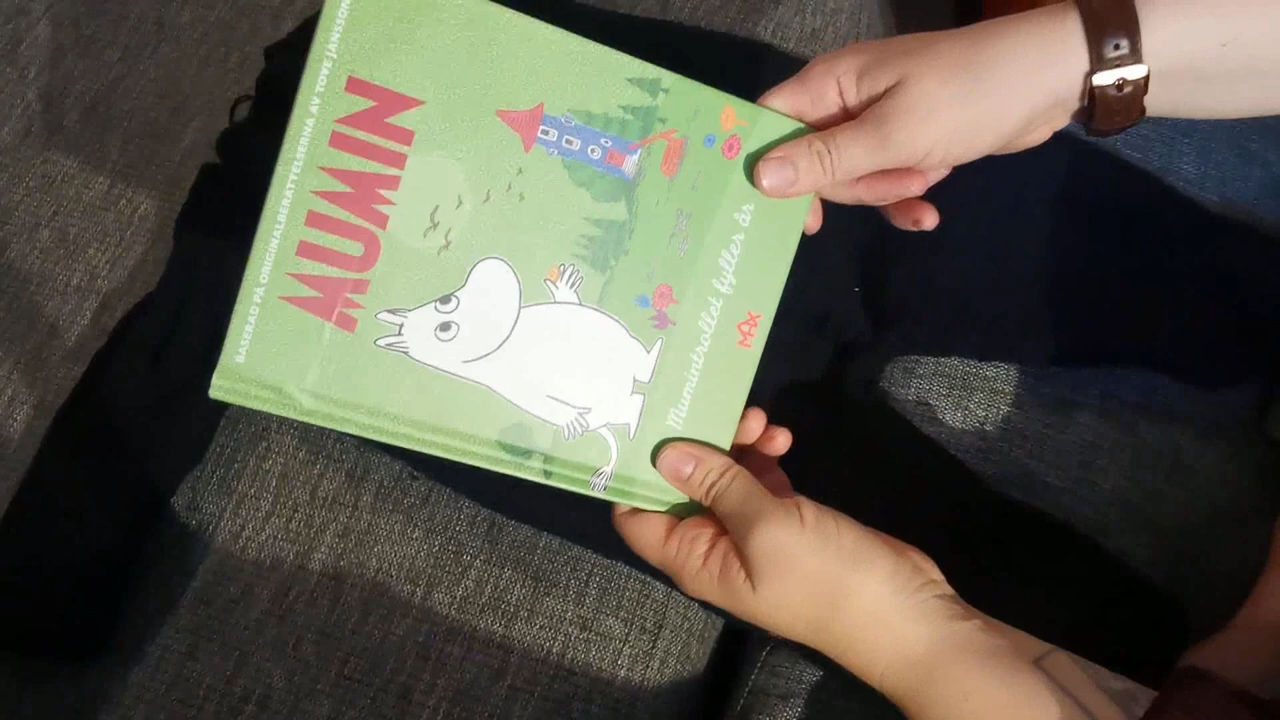 BASERAD PÅ ORIGINALBERÄTTELSERNA AV TOVE JANSSON
MUMIN
Mumintrollet fyller år
MAX